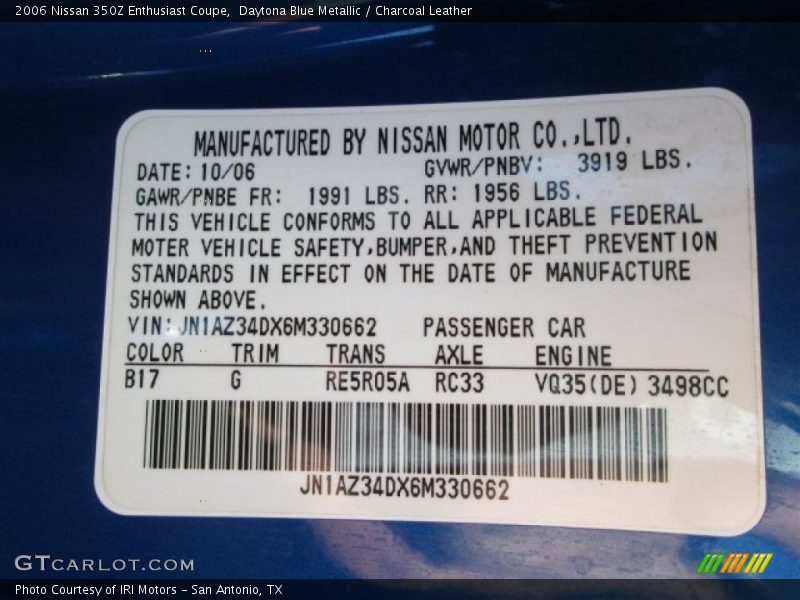 2006 Nissan 350Z Enthusiast Coupe, Daytona Blue Metallic / Charcoal Leather
MANUFACTURED BY NISSAN MOTOR CO.,LTD.
DATE: 10/06 GVWR/PNBV: 3919 LBS.
GAWR/PNBE FR: 1991 LBS. RR: 1956 LBS.
THIS VEHICLE CONFORMS TO ALL APPLICABLE FEDERAL
MOTER VEHICLE SAFETY,BUMPER,AND THEFT PREVENTION
STANDARDS IN EFFECT ON THE DATE OF MANUFACTURE
SHOWN ABOVE.
VIN: JN1AZ34DX6M330662 PASSENGER CAR
COLOR TRIM TRANS AXLE ENGINE
B17 G RE5R05A RC33 VQ35(DE) 3498CC
JN1AZ34DX6M330662
GTCARLOT.COM
Photo Courtesy of IRI Motors - San Antonio, TX